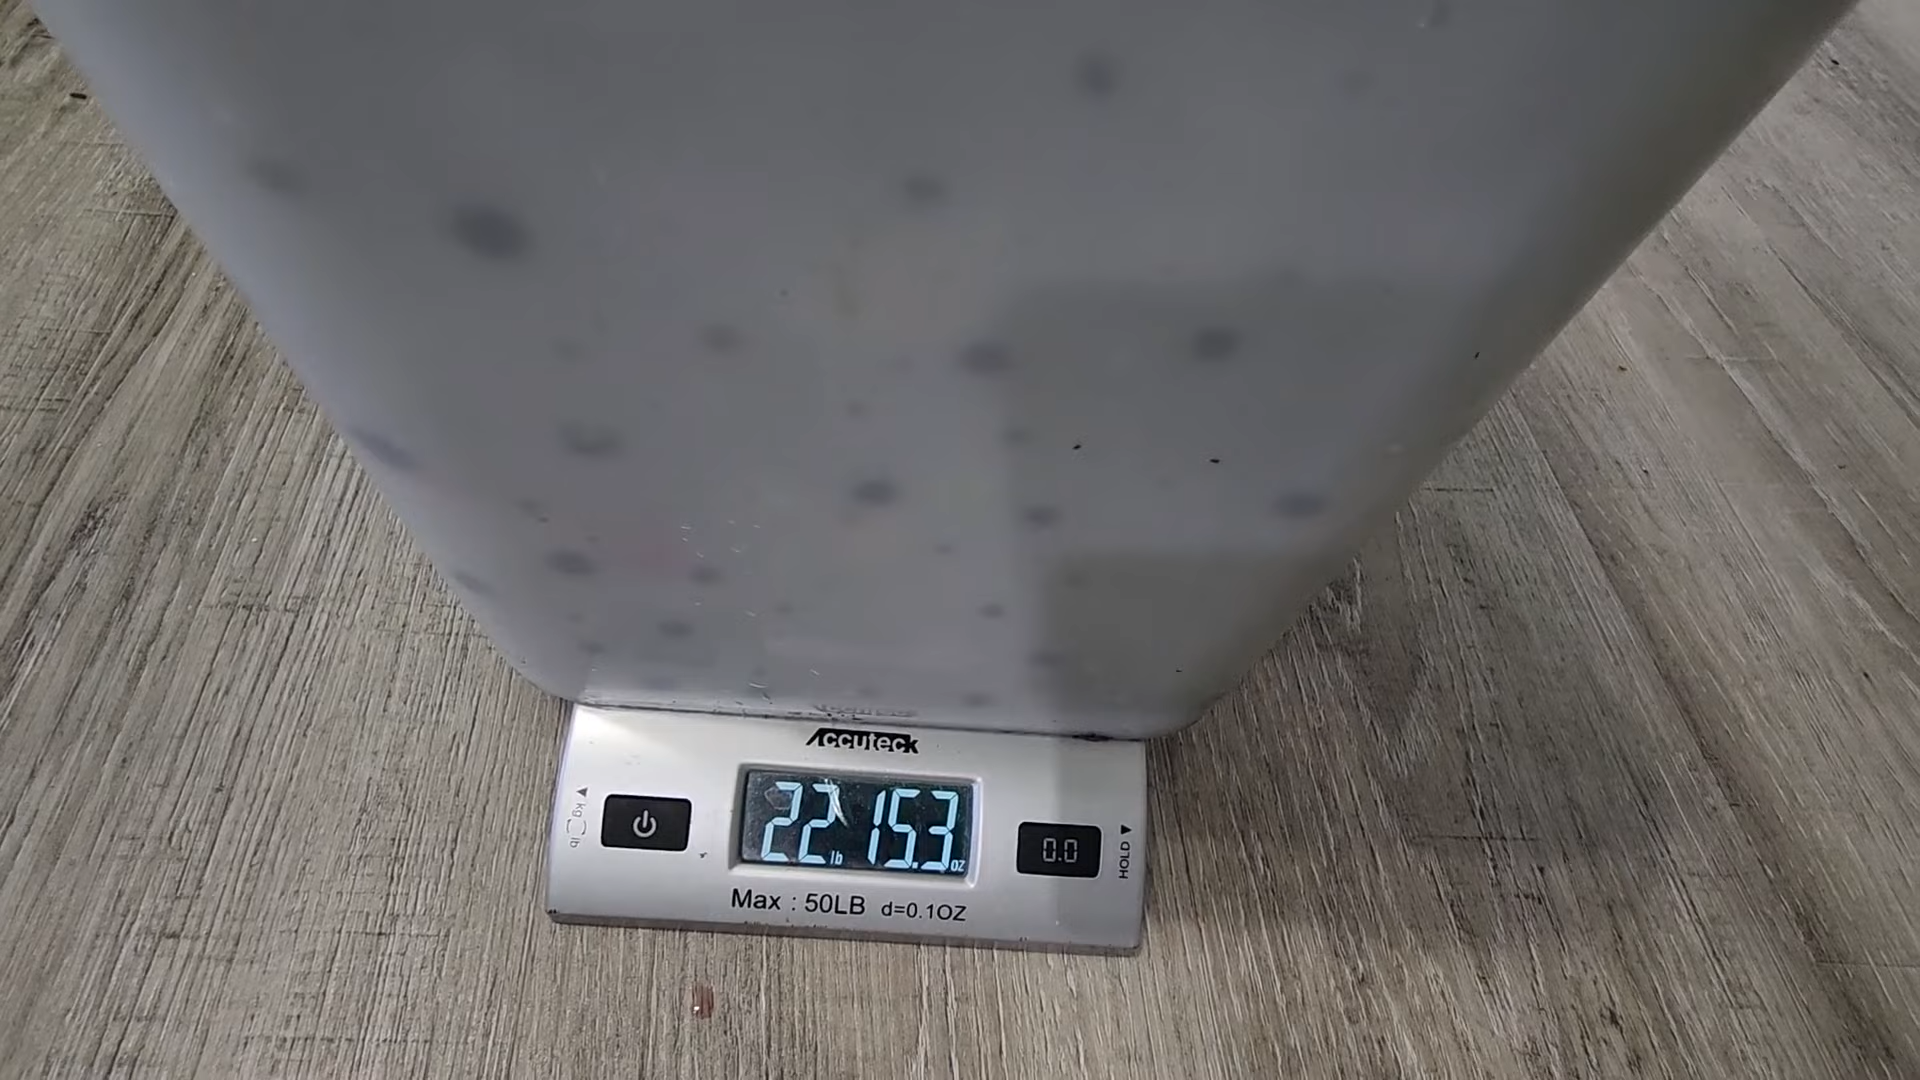 Accuteck
kg
lb
22 lb 15.3 oz
0.0
HOLD
Max : 50LB d=0.1OZ